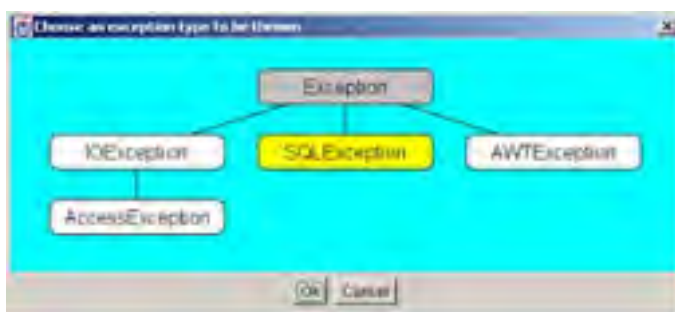 Choose an exception type to be thrown
Exception
IOException
SQLException
AWTException
AccessException
Ok
Cancel